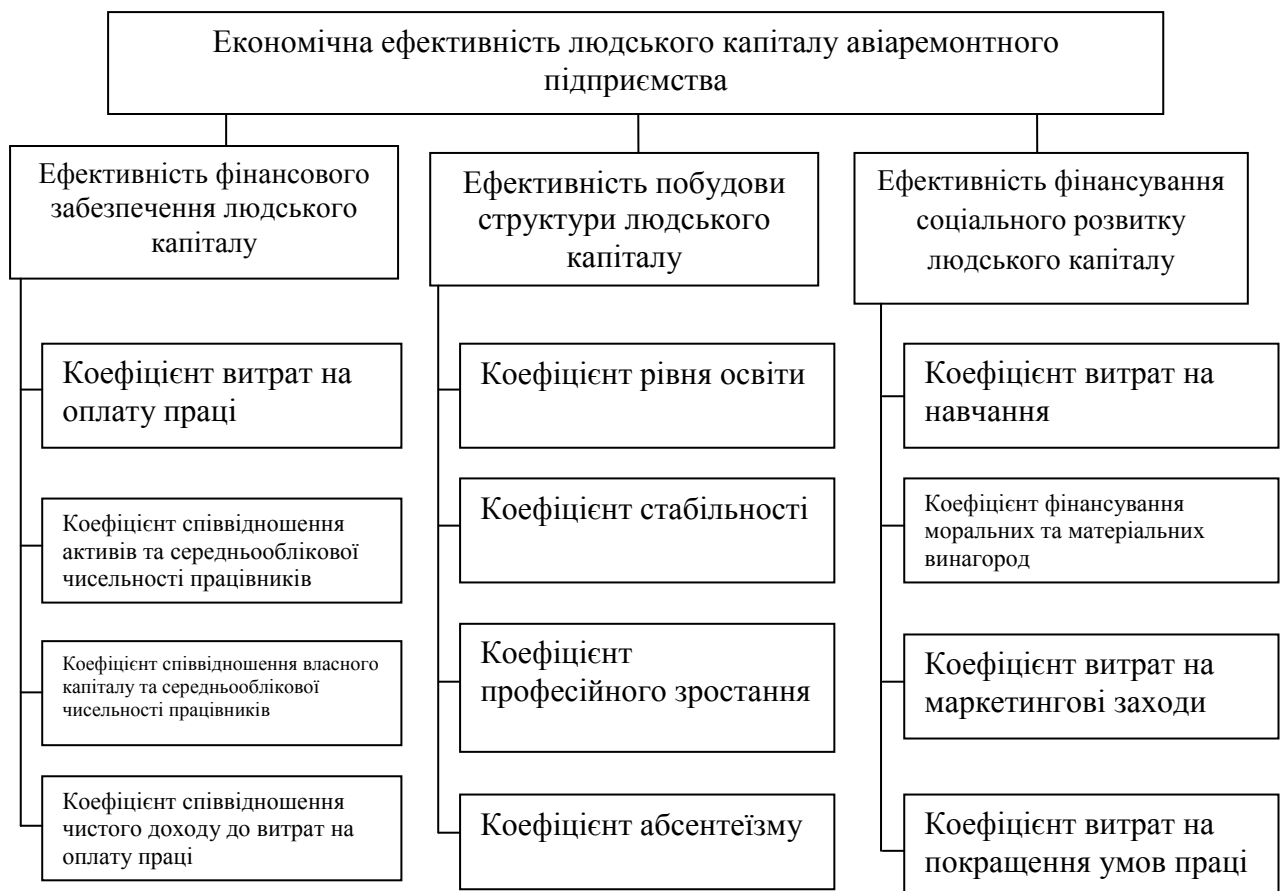 Економічна ефективність людського капіталу авіаремонтного
підприємства
Ефективність фінансового
забезпечення людського
капіталу
Коефіцієнт витрат на
оплату праці
Коефіцієнт співвідношення
активів та середньооблікової
чисельності працівників
Коефіцієнт співвідношення власного
капіталу та середньооблікової
чисельності працівників
Коефіцієнт співвідношення
чистого доходу до витрат на
оплату праці
Ефективність побудови
структури людського
капіталу
Коефіцієнт рівня освіти
Коефіцієнт стабільності
Коефіцієнт
професійного зростання
Коефіцієнт абсентеїзму
Ефективність фінансування
соціального розвитку
людського капіталу
Коефіцієнт витрат на
навчання
Коефіцієнт фінансування
моральних та матеріальних
винагород
Коефіцієнт витрат на
маркетингові заходи
Коефіцієнт витрат на
покращення умов праці